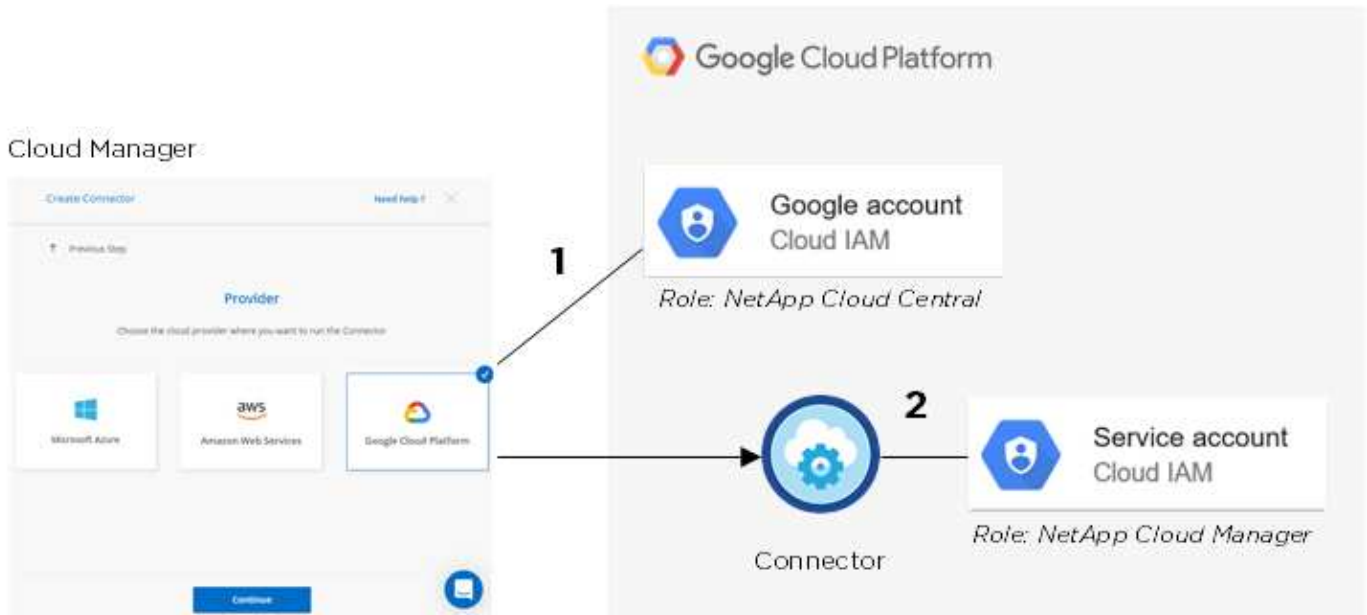 Google Cloud Platform
Cloud Manager
Create Connector
Need help ?
Previous Step
Provider
Choose the cloud provider where you want to run the Connector
Microsoft Azure
aws
Amazon Web Services
Google Cloud Platform
Continue
1
Google account
Cloud IAM
Role: NetApp Cloud Central
Connector
2
Service account
Cloud IAM
Role: NetApp Cloud Manager